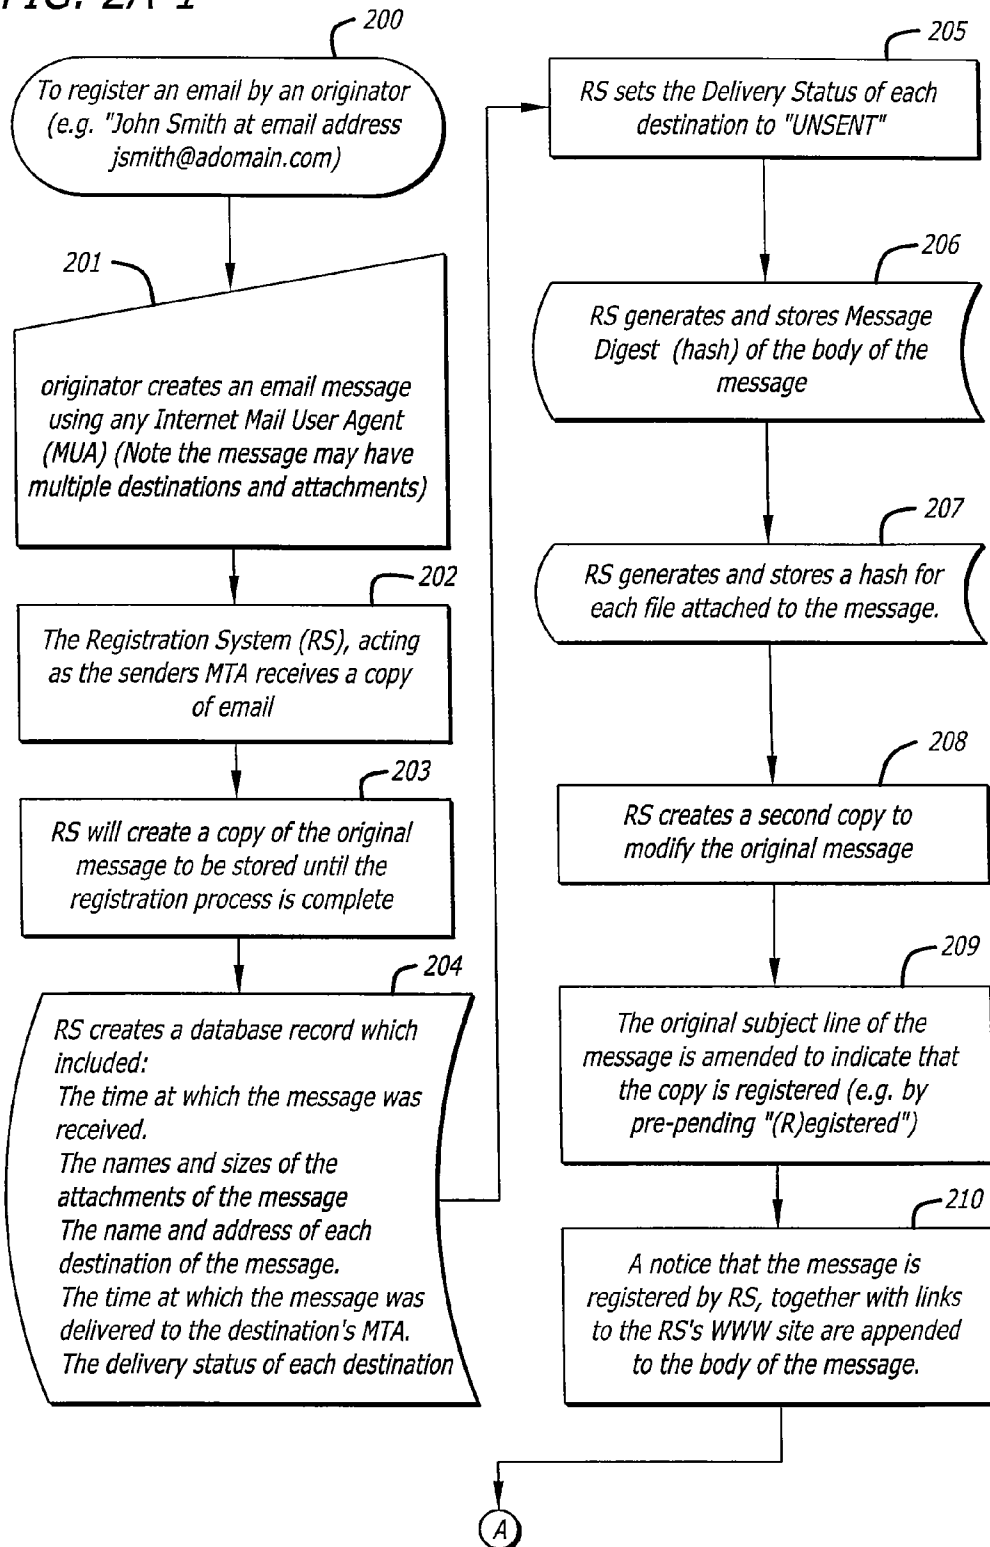 FIG. 2A-1
200
To register an email by an originator
(e.g. "John Smith at email address
jsmith@adomain.com)
201
originator creates an email message
using any Internet Mail User Agent
(MUA) (Note the message may have
multiple destinations and attachments)
202
The Registration System (RS), acting
as the senders MTA receives a copy
of email
203
RS will create a copy of the original
message to be stored until the
registration process is complete
204
RS creates a database record which
included:
The time at which the message was
received.
The names and sizes of the
attachments of the message
The name and address of each
destination of the message.
The time at which the message was
delivered to the destination's MTA.
The delivery status of each destination
205
RS sets the Delivery Status of each
destination to "UNSENT"
206
RS generates and stores Message
Digest (hash) of the body of the
message
207
RS generates and stores a hash for
each file attached to the message.
208
RS creates a second copy to
modify the original message
209
The original subject line of the
message is amended to indicate that
the copy is registered (e.g. by
pre-pending "(R)egistered")
210
A notice that the message is
registered by RS, together with links
to the RS's WWW site are appended
to the body of the message.
A